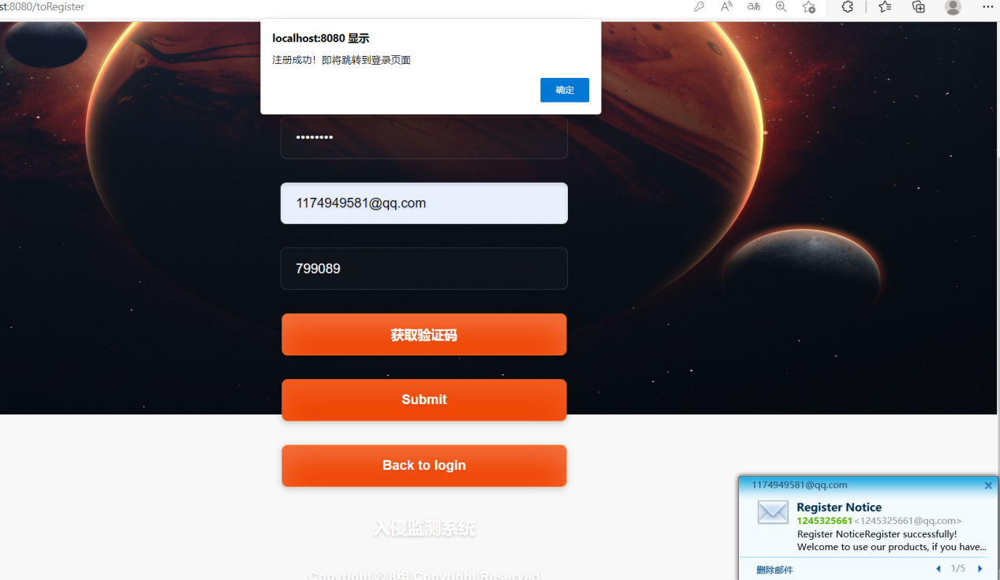 st:8080/toRegister
localhost:8080 显示
注册成功！即将跳转到登录页面
确定
••••••••
1174949581@qq.com
799089
获取验证码
Submit
Back to login
入侵监测系统
Copyright © 8组 Copyright Reserved
1174949581@qq.com
Register Notice
1245325661<1245325661@qq.com>
Register NoticeRegister successfully!
Welcome to use our products, if you have...
删除邮件
1/5